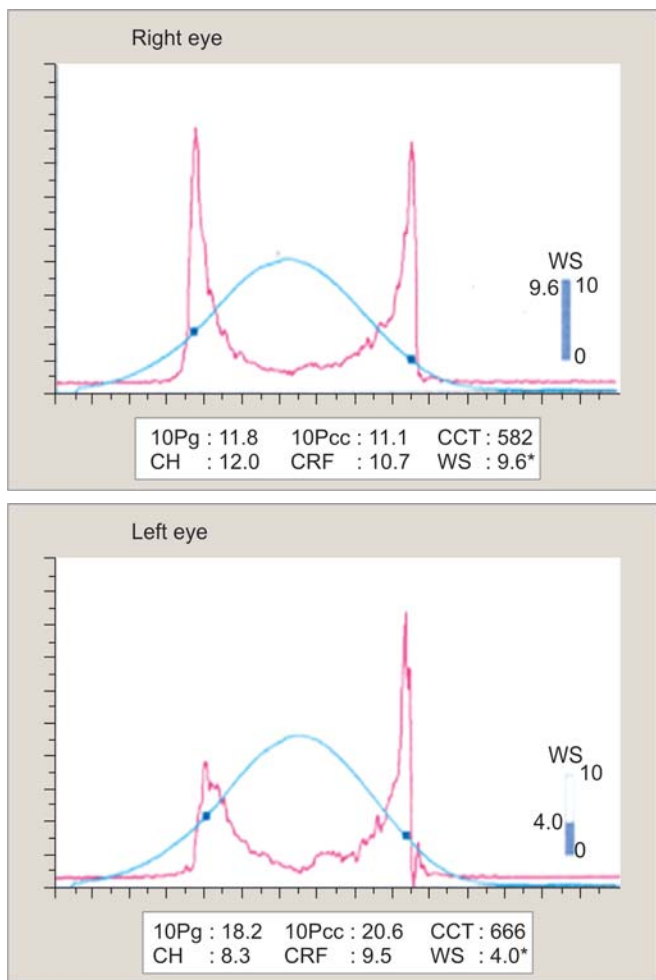 Right eye
WS
9.6 10
0
10Pg : 11.8 10Pcc : 11.1 CCT : 582
CH : 12.0 CRF : 10.7 WS : 9.6*
Left eye
WS
10
4.0
0
10Pg : 18.2 10Pcc : 20.6 CCT : 666
CH : 8.3 CRF : 9.5 WS : 4.0*